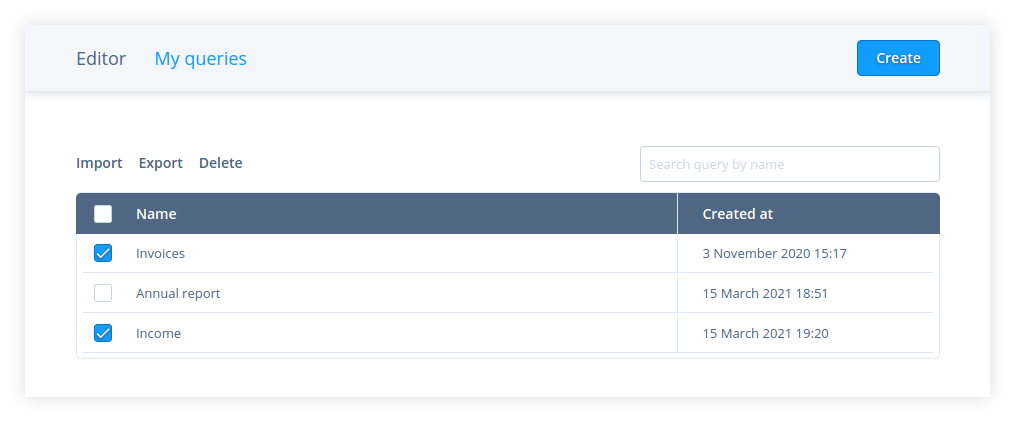 Editor My queries Create
Import Export Delete Search query by name
Name Created at
Invoices 3 November 2020 15:17
Annual report 15 March 2021 18:51
Income 15 March 2021 19:20